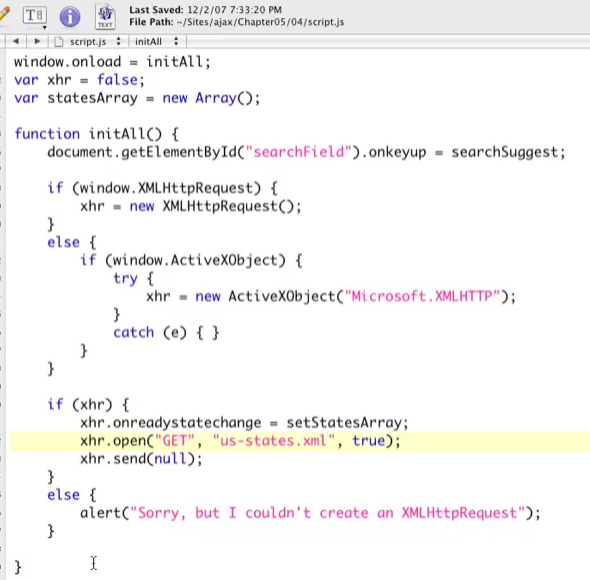 Last Saved: 12/2/07 7:33:20 PM
File Path: ~/Sites/ajax/Chapter05/04/script.js
TEXT
script.js initAll
window.onload = initAll;
var xhr = false;
var statesArray = new Array();
function initAll() {
document.getElementById("searchField").onkeyup = searchSuggest;
if (window.XMLHttpRequest) {
xhr = new XMLHttpRequest();
}
else {
if (window.ActiveXObject) {
try {
xhr = new ActiveXObject("Microsoft.XMLHTTP");
}
catch (e) { }
}
}
if (xhr) {
xhr.onreadystatechange = setStatesArray;
xhr.open("GET", "us-states.xml", true);
xhr.send(null);
}
else {
alert("Sorry, but I couldn't create an XMLHttpRequest");
}
}